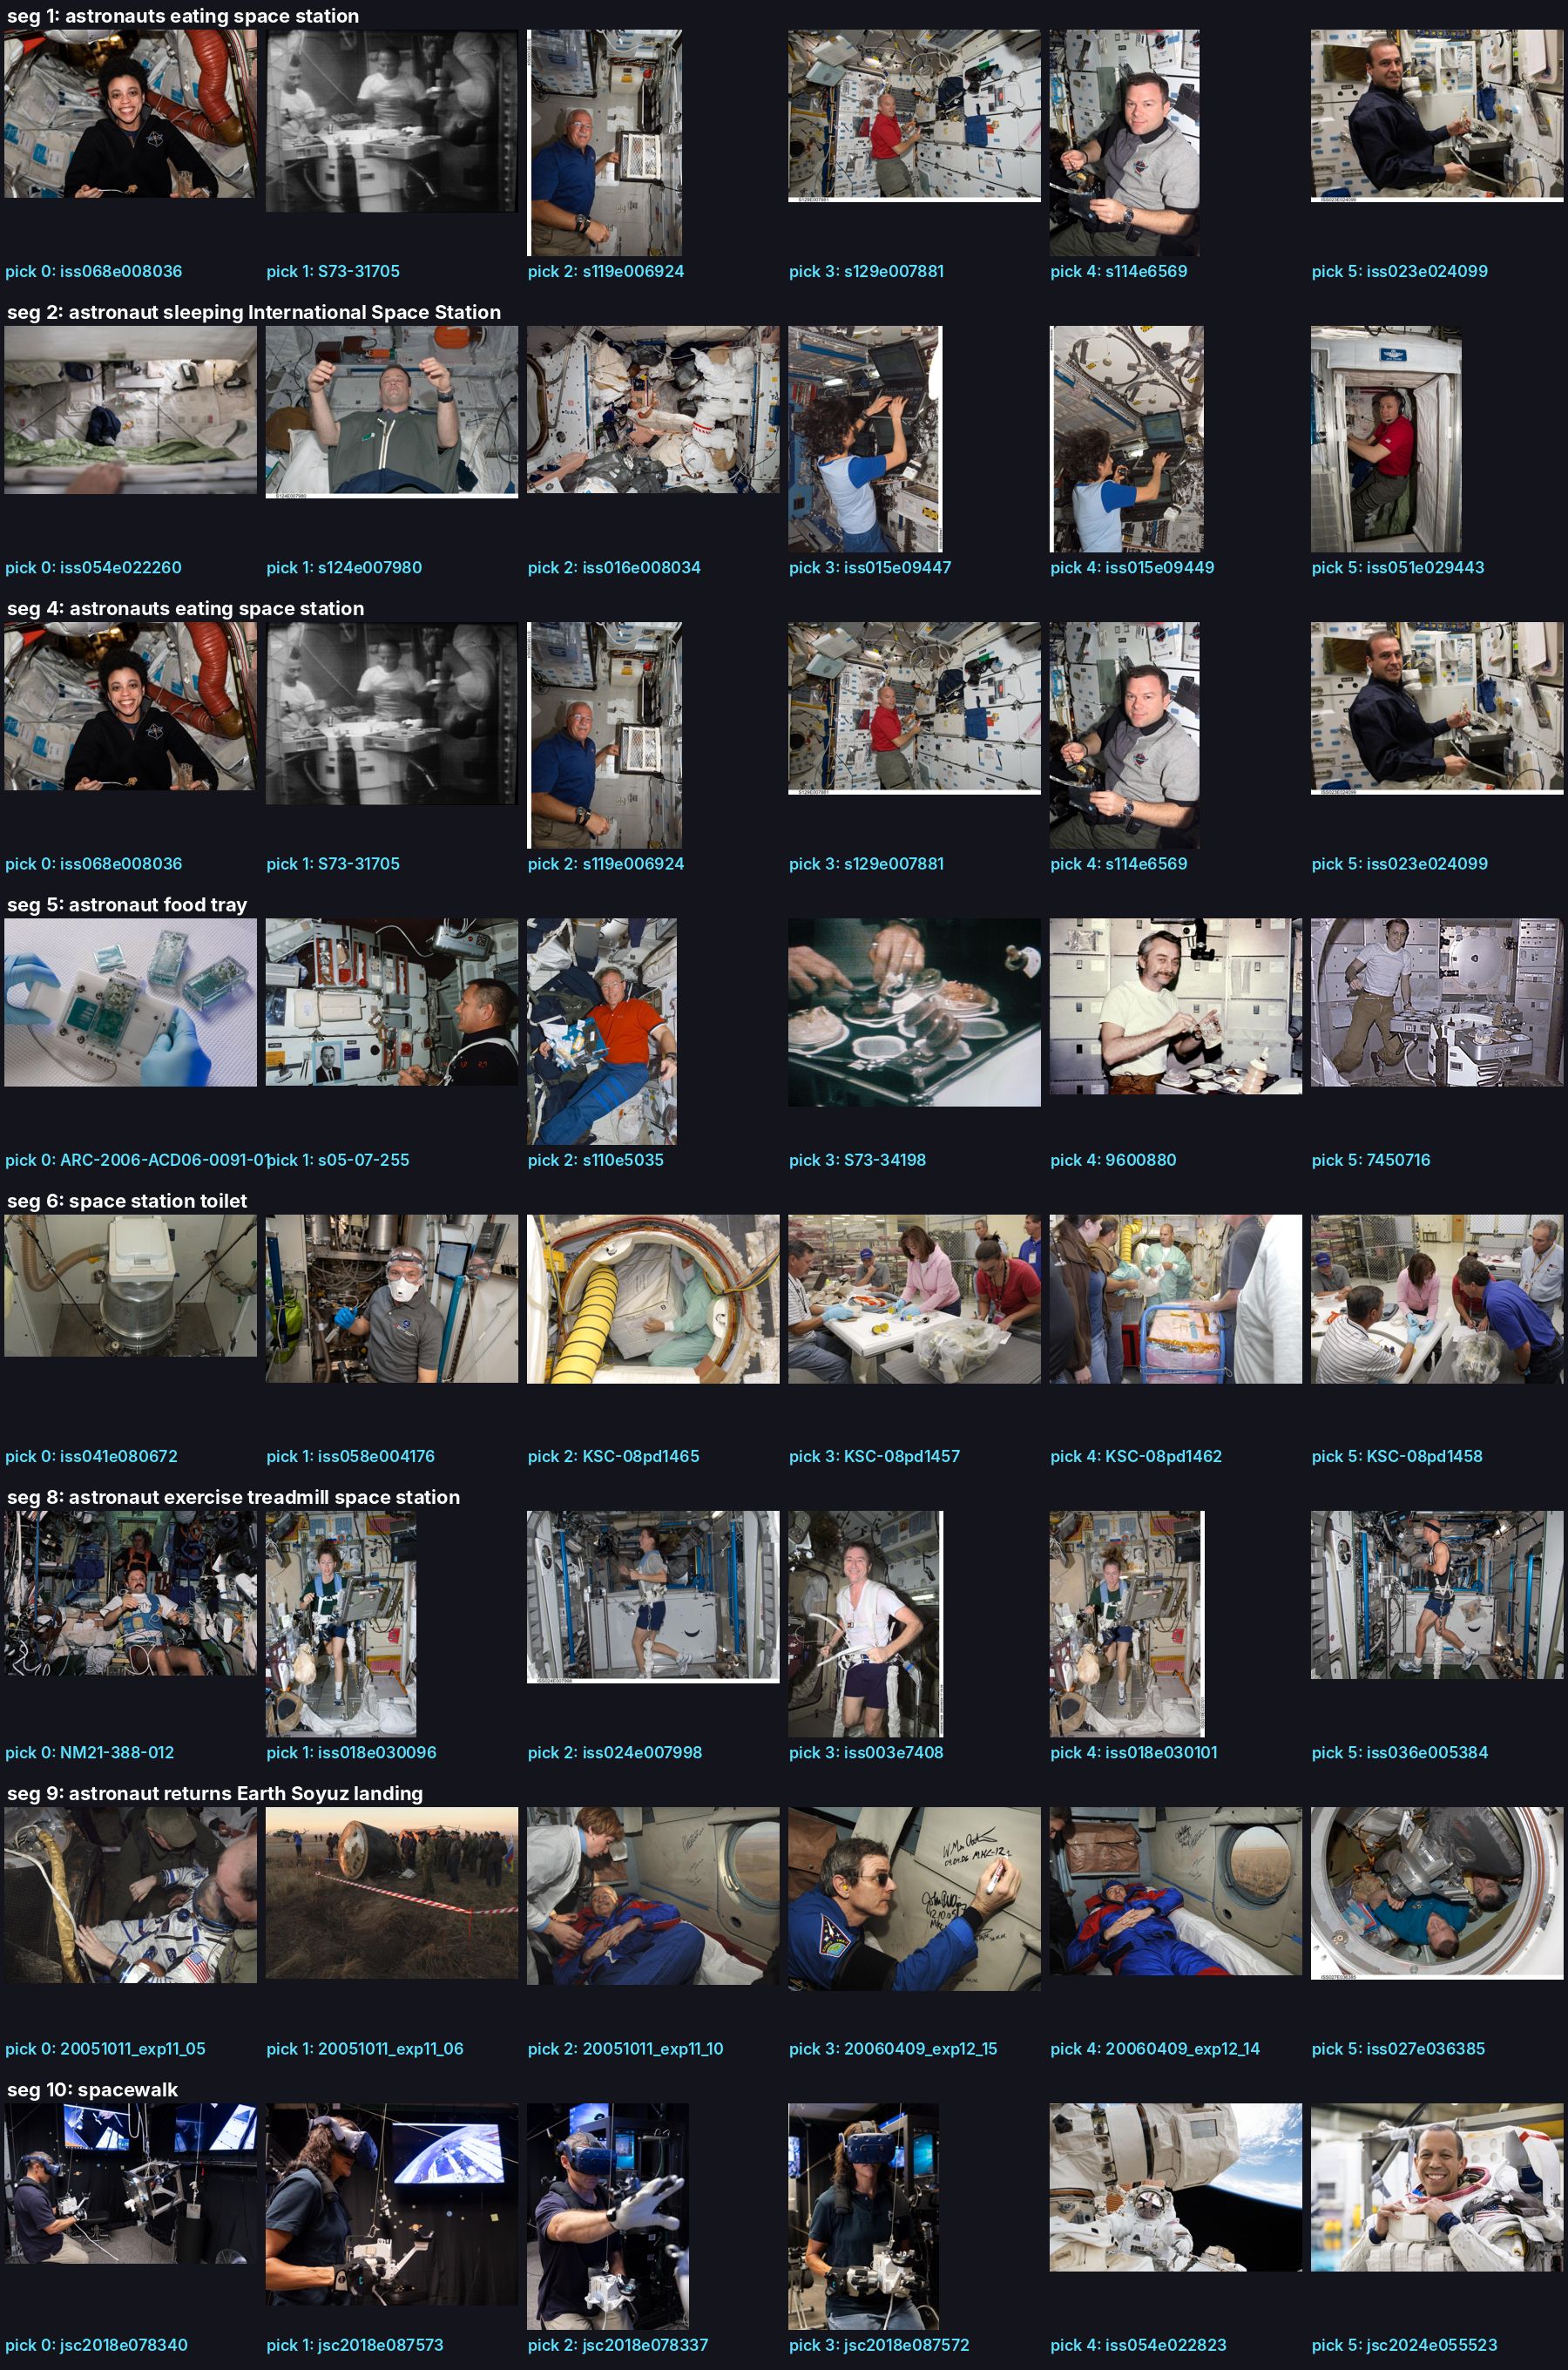 seg 1: astronauts eating space station
pick 0: iss068e008036
pick 1: S73-31705
pick 2: s119e006924
pick 3: s129e007881
pick 4: s114e6569
pick 5: iss023e024099
seg 2: astronaut sleeping International Space Station
pick 0: iss054e022260
pick 1: s124e007980
pick 2: iss016e008034
pick 3: iss015e09447
pick 4: iss015e09449
pick 5: iss051e029443
seg 4: astronauts eating space station
pick 0: iss068e008036
pick 1: S73-31705
pick 2: s119e006924
pick 3: s129e007881
pick 4: s114e6569
pick 5: iss023e024099
seg 5: astronaut food tray
pick 0: ARC-2006-ACD06-0091-01
pick 1: s05-07-255
pick 2: s110e5035
pick 3: S73-34198
pick 4: 9600880
pick 5: 7450716
seg 6: space station toilet
pick 0: iss041e080672
pick 1: iss058e004176
pick 2: KSC-08pd1465
pick 3: KSC-08pd1457
pick 4: KSC-08pd1462
pick 5: KSC-08pd1458
seg 8: astronaut exercise treadmill space station
pick 0: NM21-388-012
pick 1: iss018e030096
pick 2: iss024e007998
pick 3: iss003e7408
pick 4: iss018e030101
pick 5: iss036e005384
seg 9: astronaut returns Earth Soyuz landing
pick 0: 20051011_exp11_05
pick 1: 20051011_exp11_06
pick 2: 20051011_exp11_10
pick 3: 20060409_exp12_15
pick 4: 20060409_exp12_14
pick 5: iss027e036385
seg 10: spacewalk
pick 0: jsc2018e078340
pick 1: jsc2018e087573
pick 2: jsc2018e078337
pick 3: jsc2018e087572
pick 4: iss054e022823
pick 5: jsc2024e055523